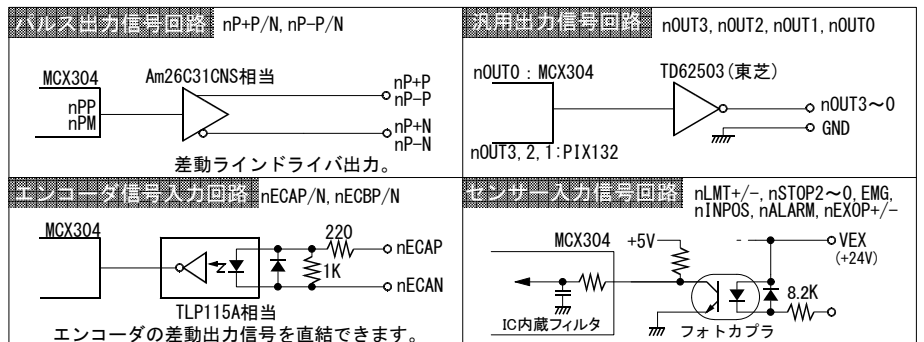 パルス出力信号回路 nP+P/N, nP-P/N
MCX304
Am26C31CNS相当
nPP
nPM
nP+P
nP-P
nP+N
nP-N
差動ラインドライバ出力。
汎用出力信号回路 nOUT3, nOUT2, nOUT1, nOUT0
nOUT0 : MCX304
TD62503(東芝)
nOUT3~0
GND
nOUT3,2,1:PIX132
エンコーダ信号入力回路 nECAP/N, nECBP/N
MCX304
220
nECAP
1K
nECAN
TLP115A相当
エンコーダの差動出力信号を直結できます。
センサー入力信号回路 nLMT+/-, nSTOP2~0, EMG,
nINPOS, nALARM, nEXOP+/-
MCX304
+5V
VEX
(+24V)
8.2K
IC内蔵フィルタ
フォトカプラ